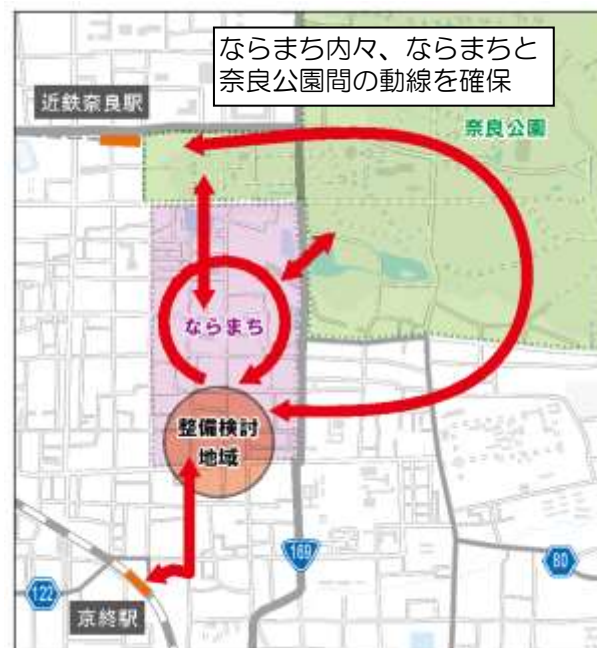 ならまち内々、ならまちと
奈良公園間の動線を確保
近鉄奈良駅
奈良公園
ならまち
整備検討
地域
169
80
122
京終駅